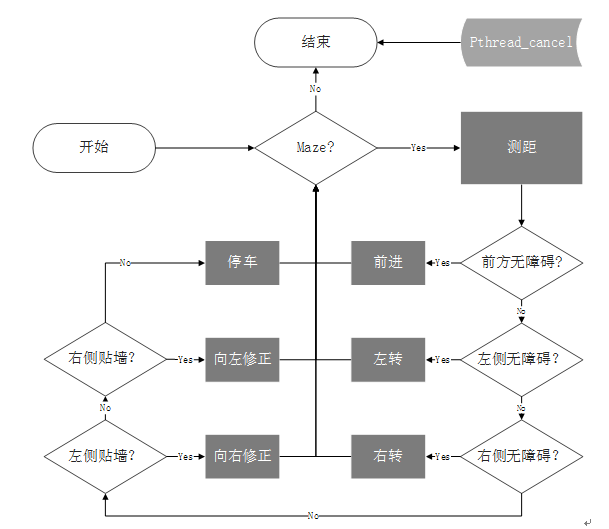 结束
Pthread_cancel
No
开始
Maze?
Yes
测距
停车
前进
Yes
前方无障碍?
No
No
右侧贴墙?
Yes
向左修正
左转
Yes
左侧无障碍?
No
No
左侧贴墙?
Yes
向右修正
右转
Yes
右侧无障碍?
No